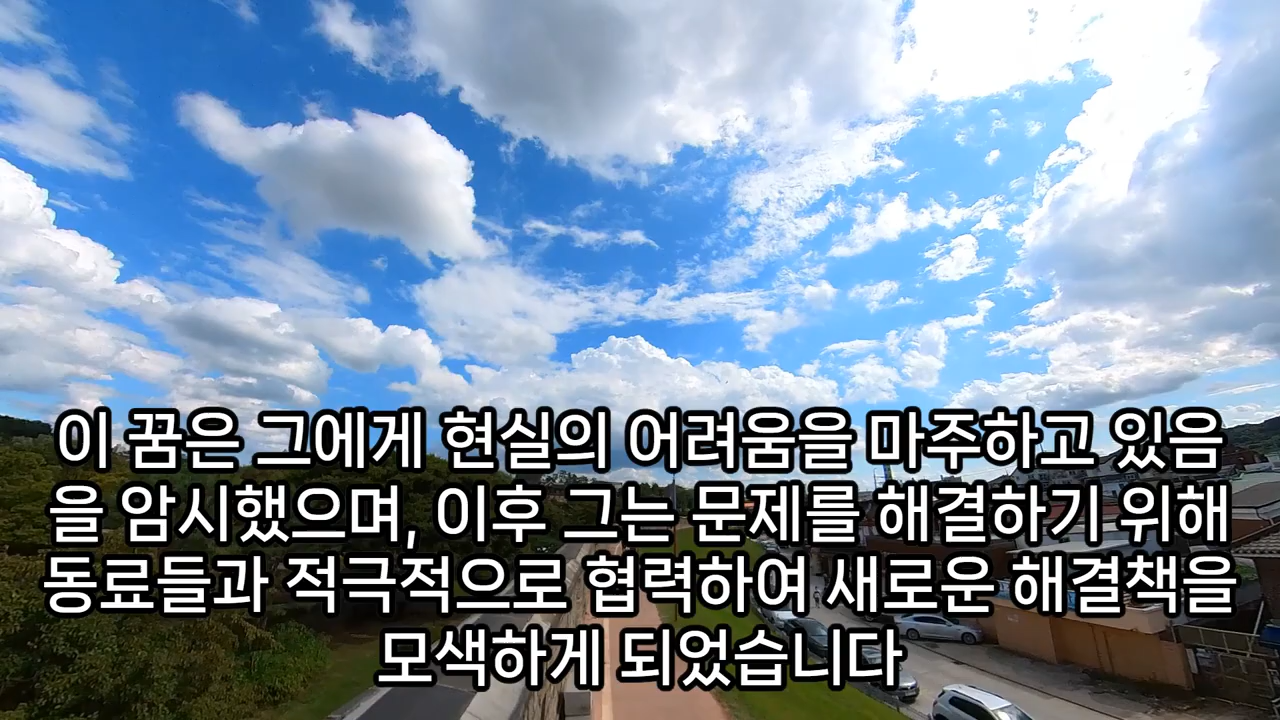 이 꿈은 그에게 현실의 어려움을 마주하고 있음
을 암시했으며, 이후 그는 문제를 해결하기 위해
동료들과 적극적으로 협력하여 새로운 해결책을
모색하게 되었습니다